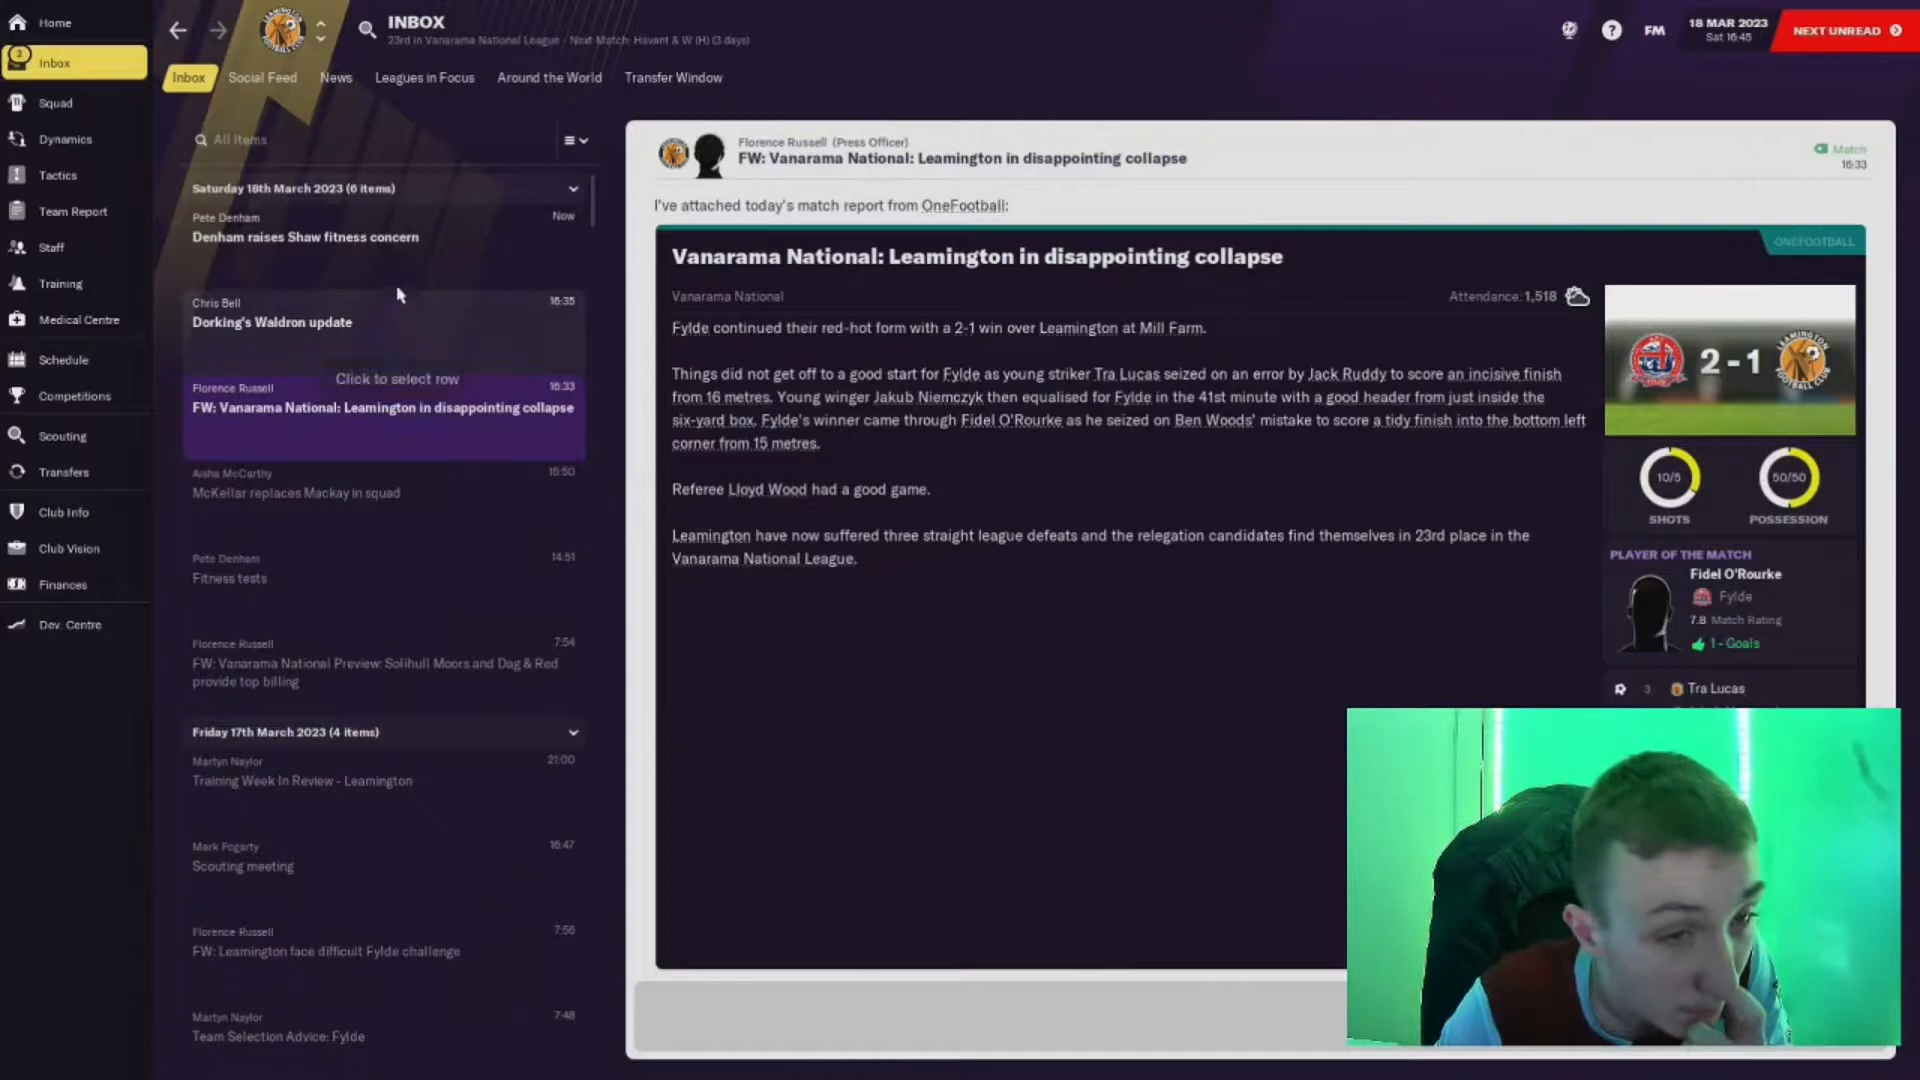 Home
2
Inbox
Squad
Dynamics
Tactics
Team Report
Staff
Training
Medical Centre
Schedule
Competitions
Scouting
Transfers
Club Info
Club Vision
Finances
Dev. Centre
INBOX
23rd in Vanarama National League - Next Match: Havant & W (H) (3 days)
FM
18 MAR 2023
Sat 16:45
NEXT UNREAD
Inbox
Social Feed
News
Leagues in Focus
Around the World
Transfer Window
All Items
Saturday 18th March 2023 (6 items)
Pete Denham
Now
Denham raises Shaw fitness concern
Chris Bell
16:35
Dorking's Waldron update
Click to select row
Florence Russell
16:33
FW: Vanarama National: Leamington in disappointing collapse
Aisha McCarthy
15:50
McKellar replaces Mackay in squad
Pete Denham
14:51
Fitness tests
Florence Russell
7:54
FW: Vanarama National Preview: Solihull Moors and Dag & Red
provide top billing
Friday 17th March 2023 (4 items)
Martyn Naylor
21:00
Training Week In Review - Leamington
Mark Fogarty
16:47
Scouting meeting
Florence Russell
7:56
FW: Leamington face difficult Fylde challenge
Martyn Naylor
7:48
Team Selection Advice: Fylde
Florence Russell (Press Officer)
FW: Vanarama National: Leamington in disappointing collapse
Match
16:33
I've attached today's match report from OneFootball:
ONEFOOTBALL
Vanarama National: Leamington in disappointing collapse
Vanarama National
Attendance: 1,518
Fylde continued their red-hot form with a 2-1 win over Leamington at Mill Farm.
Things did not get off to a good start for Fylde as young striker Tra Lucas seized on an error by Jack Ruddy to score an incisive finish
from 16 metres. Young winger Jakub Niemczyk then equalised for Fylde in the 41st minute with a good header from just inside the
six-yard box. Fylde's winner came through Fidel O'Rourke as he seized on Ben Woods' mistake to score a tidy finish into the bottom left
corner from 15 metres.
Referee Lloyd Wood had a good game.
Leamington have now suffered three straight league defeats and the relegation candidates find themselves in 23rd place in the
Vanarama National League.
2 - 1
10/5
50/50
SHOTS
POSSESSION
PLAYER OF THE MATCH
Fidel O'Rourke
Fylde
7.8 Match Rating
1 - Goals
3
Tra Lucas